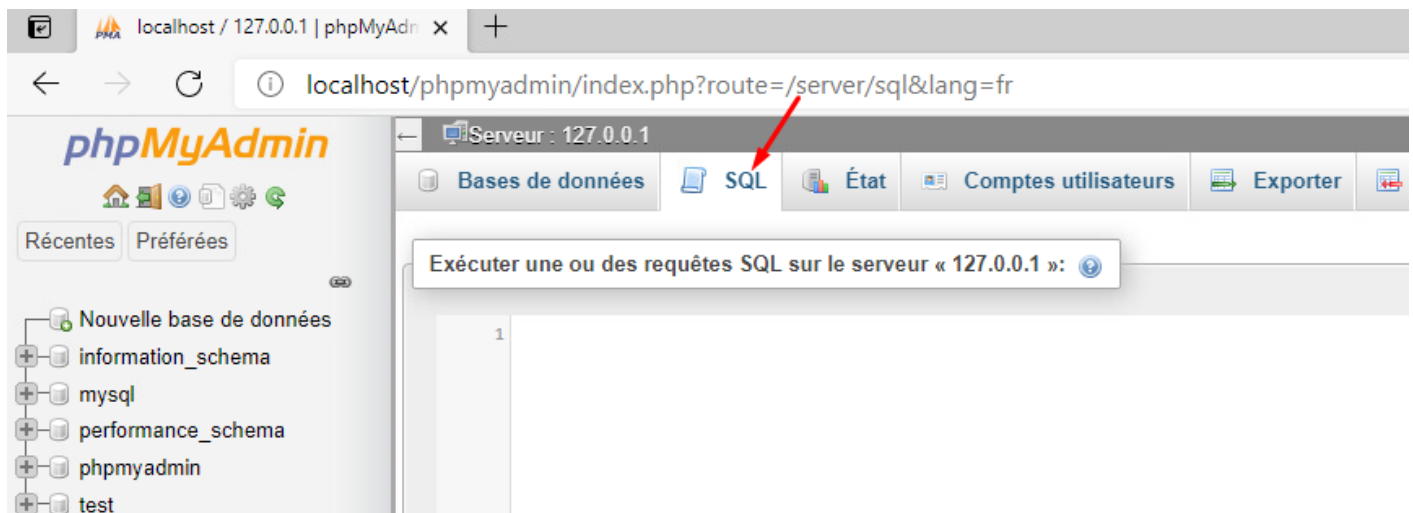 localhost / 127.0.0.1 | phpMyAdn
localhost/phpmyadmin/index.php?route=/server/sql&lang=fr
phpMyAdmin
Récentes Préférées
Nouvelle base de données
information_schema
mysql
performance_schema
phpmyadmin
test
Serveur : 127.0.0.1
Bases de données SQL État Comptes utilisateurs Exporter
Exécuter une ou des requêtes SQL sur le serveur « 127.0.0.1 »:
1